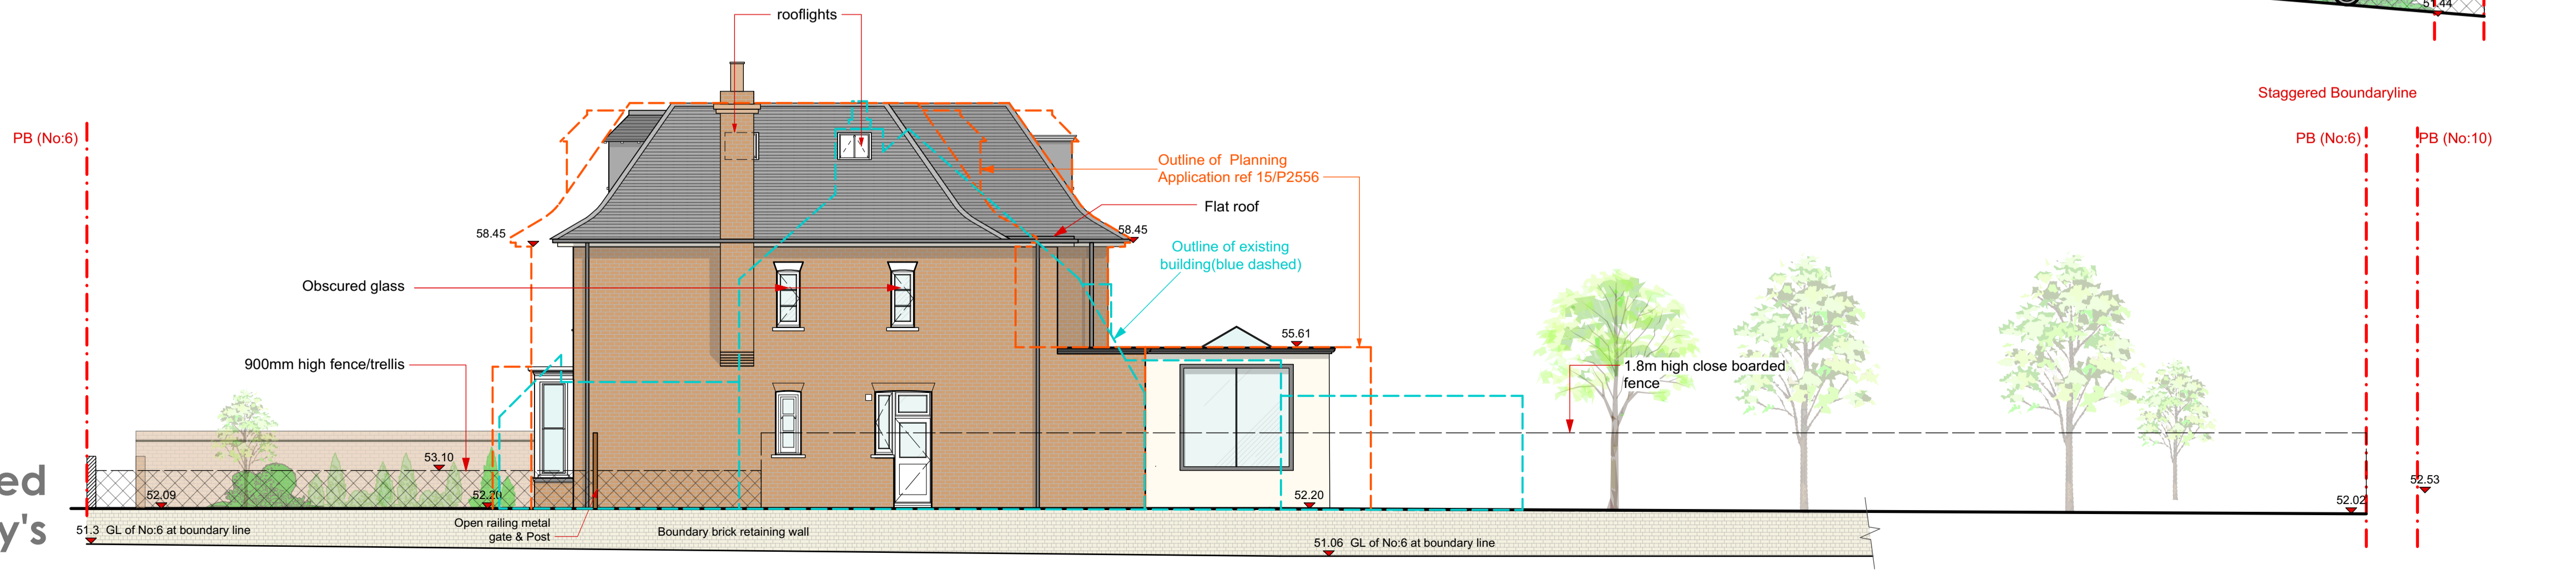 rooflights
51.44
Staggered Boundaryline
PB (No:6)
PB (No:6)
PB (No:10)
Outline of Planning
Application ref 15/P2556
Flat roof
58.45
58.45
Outline of existing
building(blue dashed)
Obscured glass
55.61
900mm high fence/trellis
1.8m high close boarded
fence
53.10
ed
y's
52.09
52.20
52.20
52.02
52.53
51.3 GL of No:6 at boundary line
Open railing metal
gate & Post
Boundary brick retaining wall
51.06 GL of No:6 at boundary line